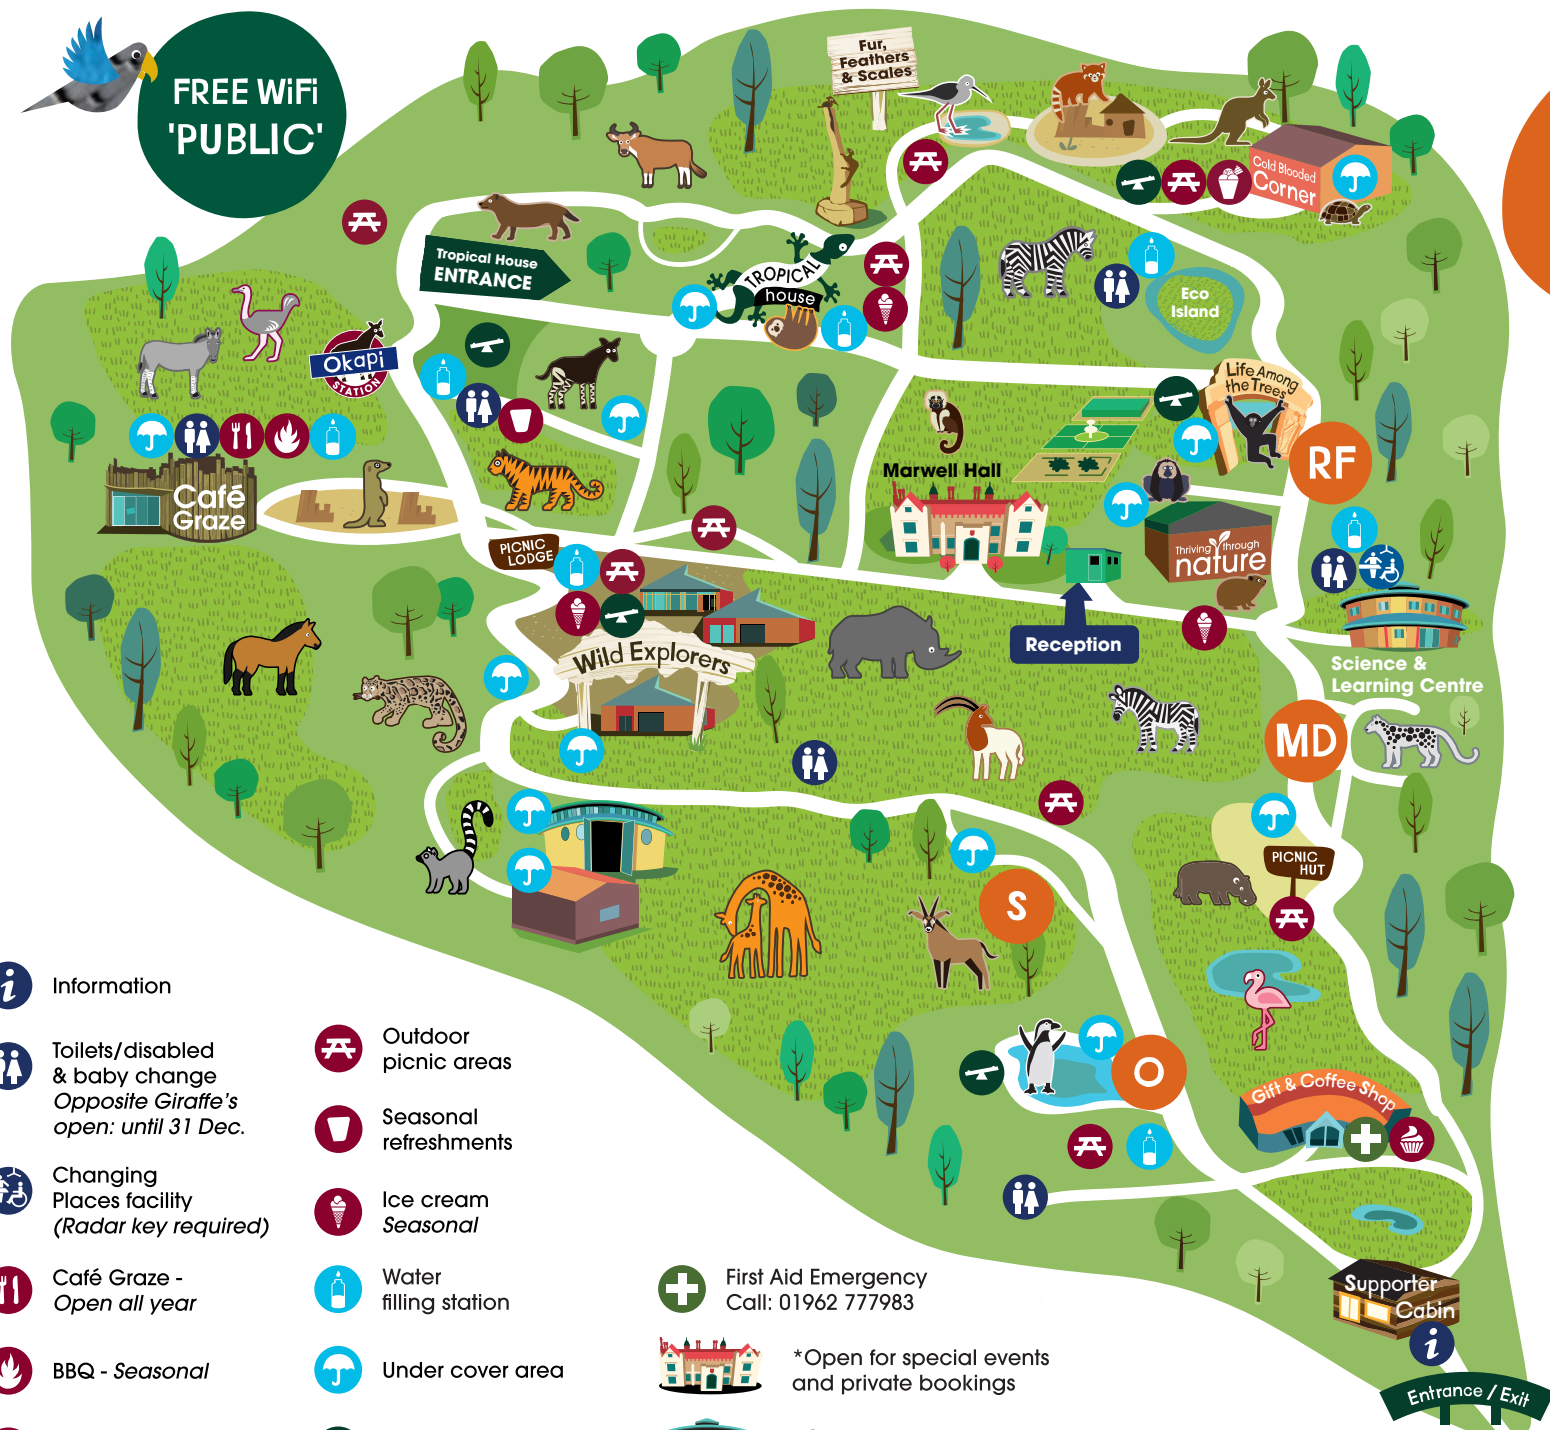 FREE WiFi
'PUBLIC'
Fur,
Feathers
& Scales
Cold Blooded
Corner
Tropical House
ENTRANCE
TROPICAL
house
Eco
Island
Okapi
STATION
Life Among
the Trees
RF
Café
Graze
Marwell Hall
PICNIC
LODGE
Thriving through
nature
Wild Explorers
Reception
Science &
Learning Centre
MD
PICNIC
HUT
S
O
Gift & Coffee Shop
Supporter
Cabin
i
Entrance / Exit
i
Information
Toilets/disabled
& baby change
Opposite Giraffe's
open: until 31 Dec.
Changing
Places facility
(Radar key required)
Café Graze -
Open all year
BBQ - Seasonal
Outdoor
picnic areas
Seasonal
refreshments
Ice cream
Seasonal
Water
filling station
Under cover area
First Aid Emergency
Call: 01962 777983
*Open for special events
and private bookings